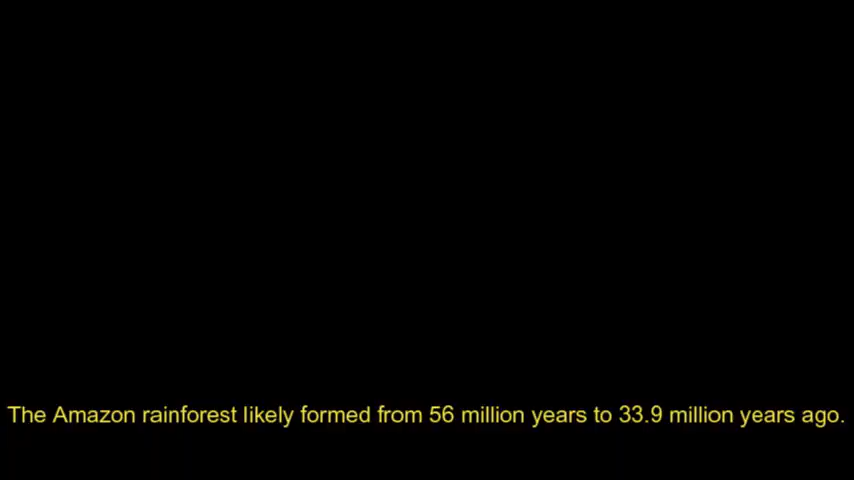 The Amazon rainforest likely formed from 56 million years to 33.9 million years ago.